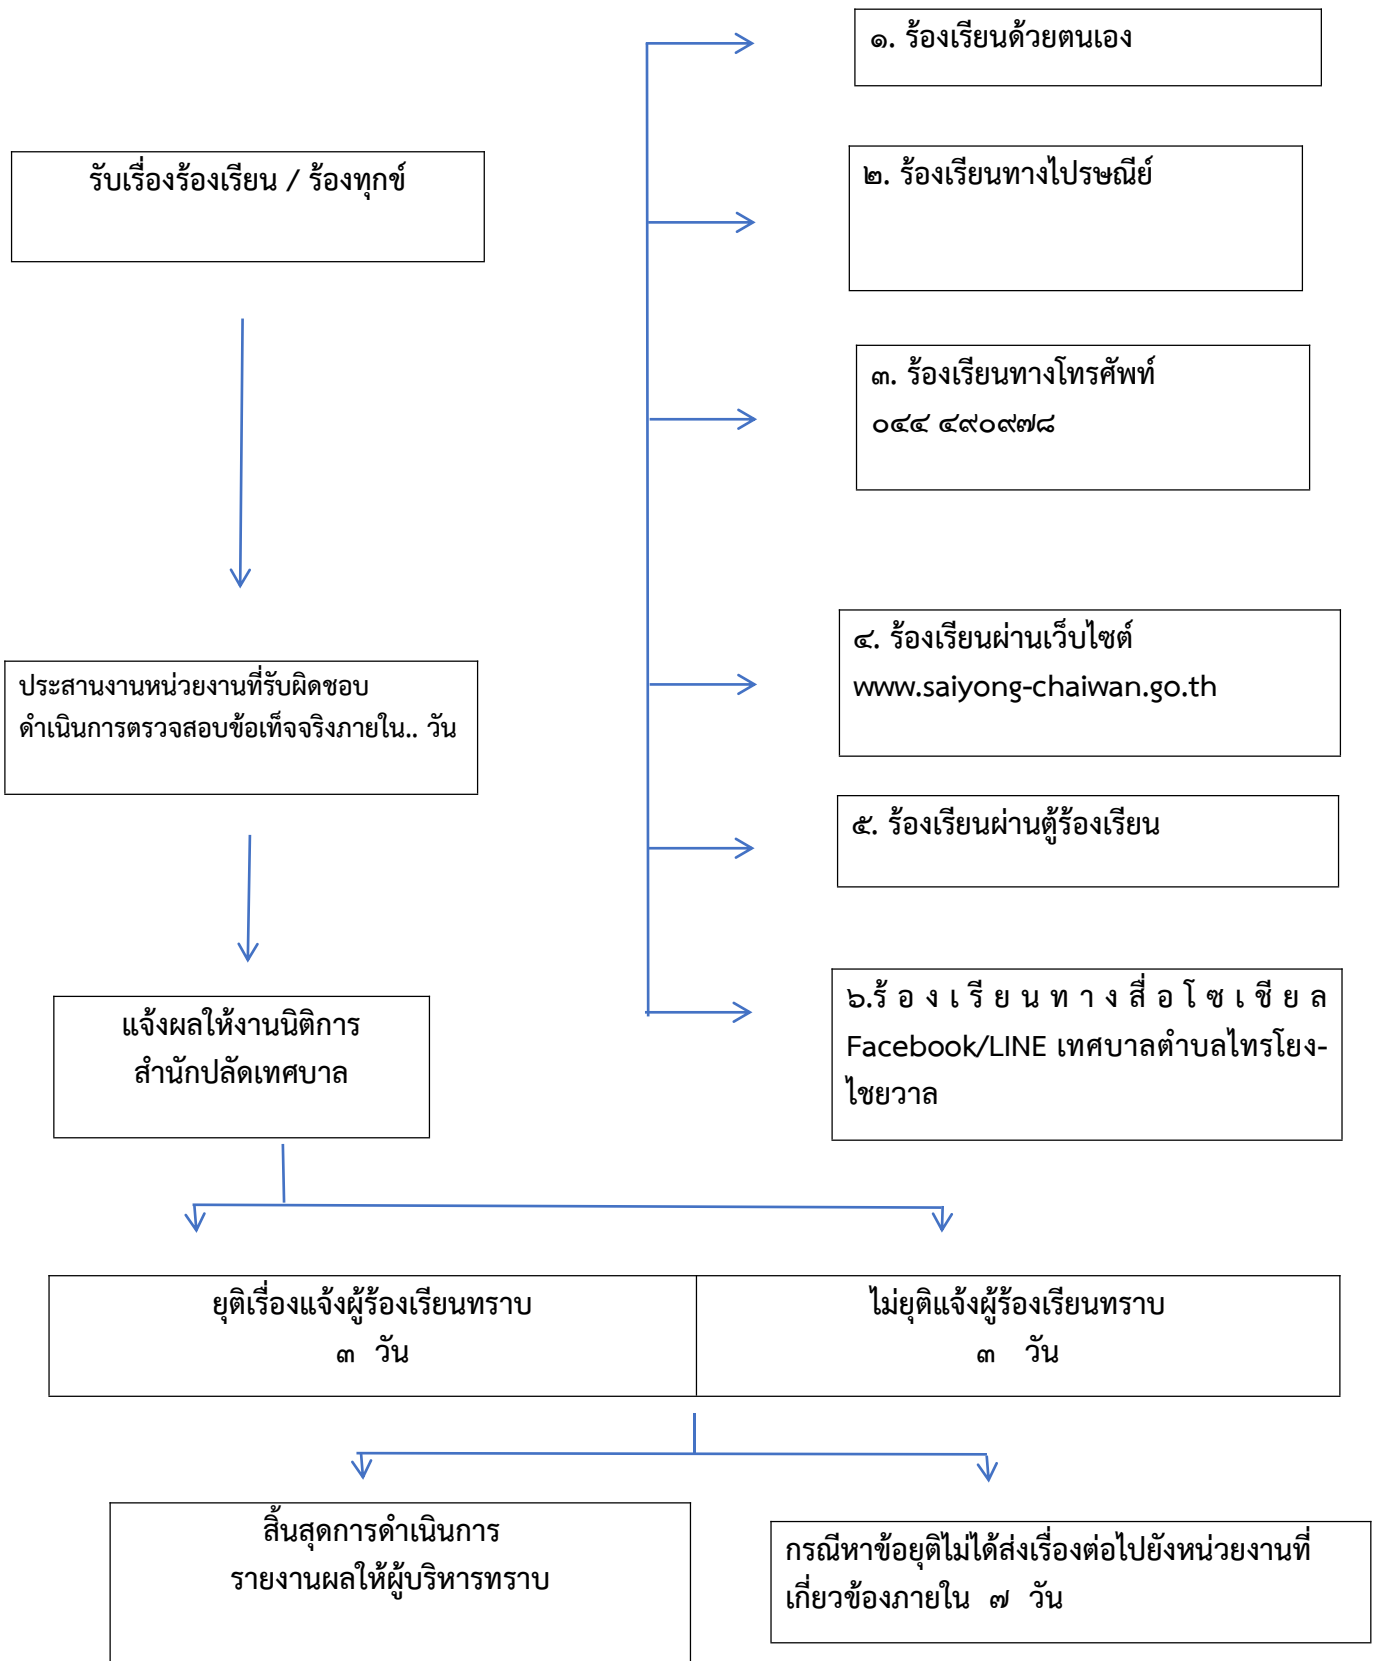 ๑. ร้องเรียนด้วยตนเอง
รับเรื่องร้องเรียน / ร้องทุกข์
๒. ร้องเรียนทางไปรษณีย์
๓. ร้องเรียนทางโทรศัพท์
๐๔๔ ๔๙๐๙๗๘
๔. ร้องเรียนผ่านเว็บไซต์
www.saiyong-chaiwan.go.th
ประสานงานหน่วยงานที่รับผิดชอบ
ดำเนินการตรวจสอบข้อเท็จจริงภายใน.. วัน
๕. ร้องเรียนผ่านตู้ร้องเรียน
๖.ร้องเรียนทางสื่อโซเชียล
Facebook/LINE เทศบาลตำบลไทรโยง-
ไชยวาล
แจ้งผลให้งานนิติการ
สำนักปลัดเทศบาล
ยุติเรื่องแจ้งผู้ร้องเรียนทราบ
๓ วัน
ไม่ยุติแจ้งผู้ร้องเรียนทราบ
๓ วัน
สิ้นสุดการดำเนินการ
รายงานผลให้ผู้บริหารทราบ
กรณีหาข้อยุติไม่ได้ส่งเรื่องต่อไปยังหน่วยงานที่
เกี่ยวข้องภายใน ๗ วัน